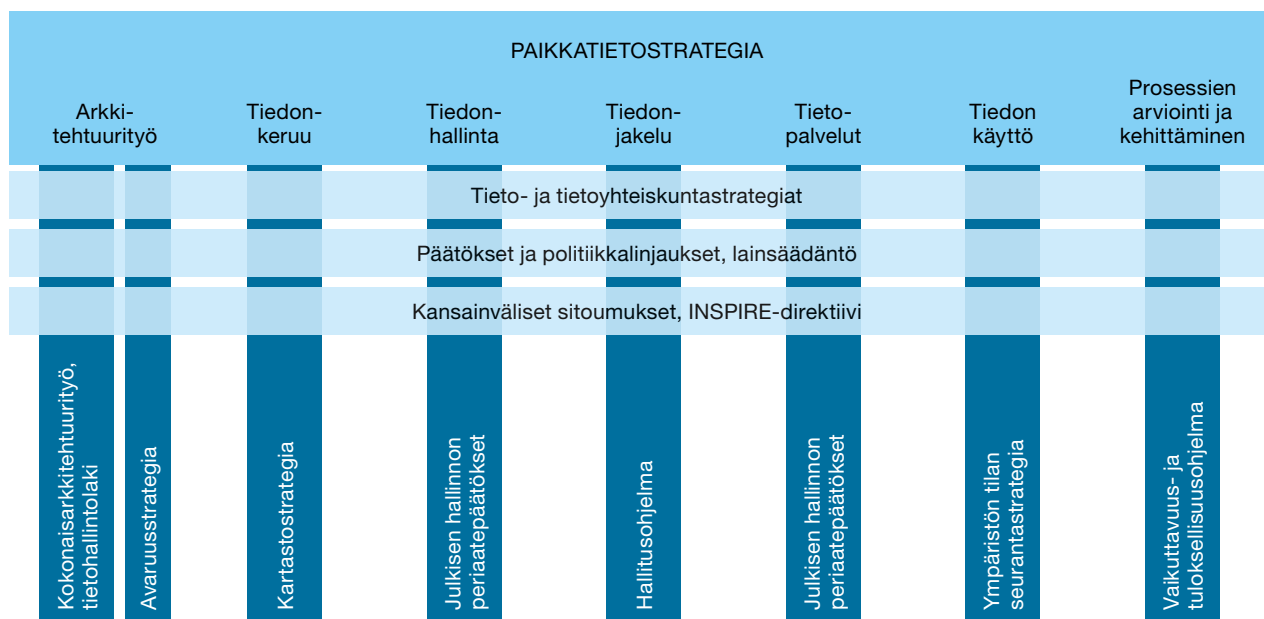 PAIKKATIETOSTRATEGIA
Arkki-
tehtuurityö
Tiedon-
keruu
Tiedon-
hallinta
Tiedon-
jakelu
Tieto-
palvelut
Tiedon
käyttö
Prosessien
arviointi ja
kehittäminen
Tieto- ja tietoyhteiskuntastrategiat
Päätökset ja politiikkalinjaukset, lainsäädäntö
Kansainväliset sitoumukset, INSPIRE-direktiivi
Kokonaisarkkitehtuurityö,
tietohallintolaki
Avaruusstrategia
Kartastostrategia
Julkisen hallinnon
periaatepäätökset
Hallitusohjelma
Julkisen hallinnon
periaatepäätökset
Ympäristön tilan
seurantastrategia
Vaikuttavuus- ja
tuloksellisuusohjelma